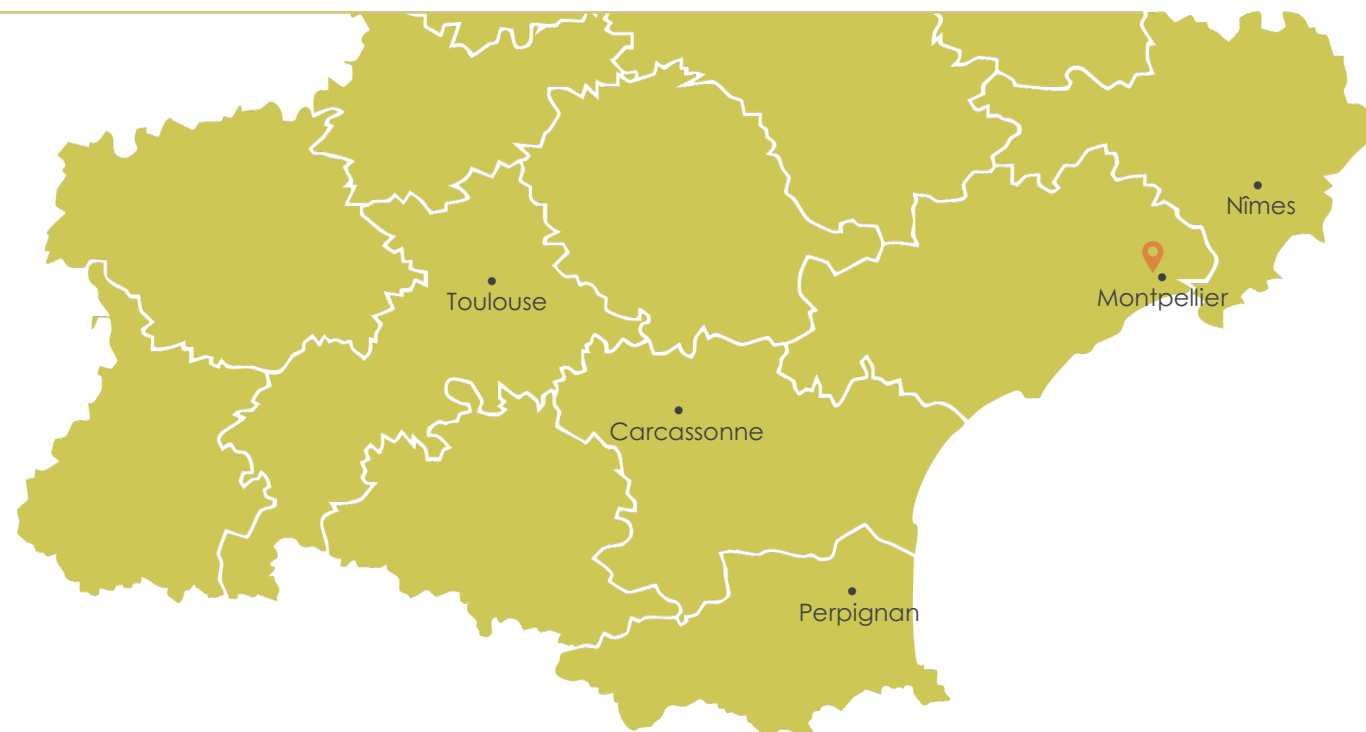 Nîmes
Toulouse
Montpellier
Carcassonne
Perpignan